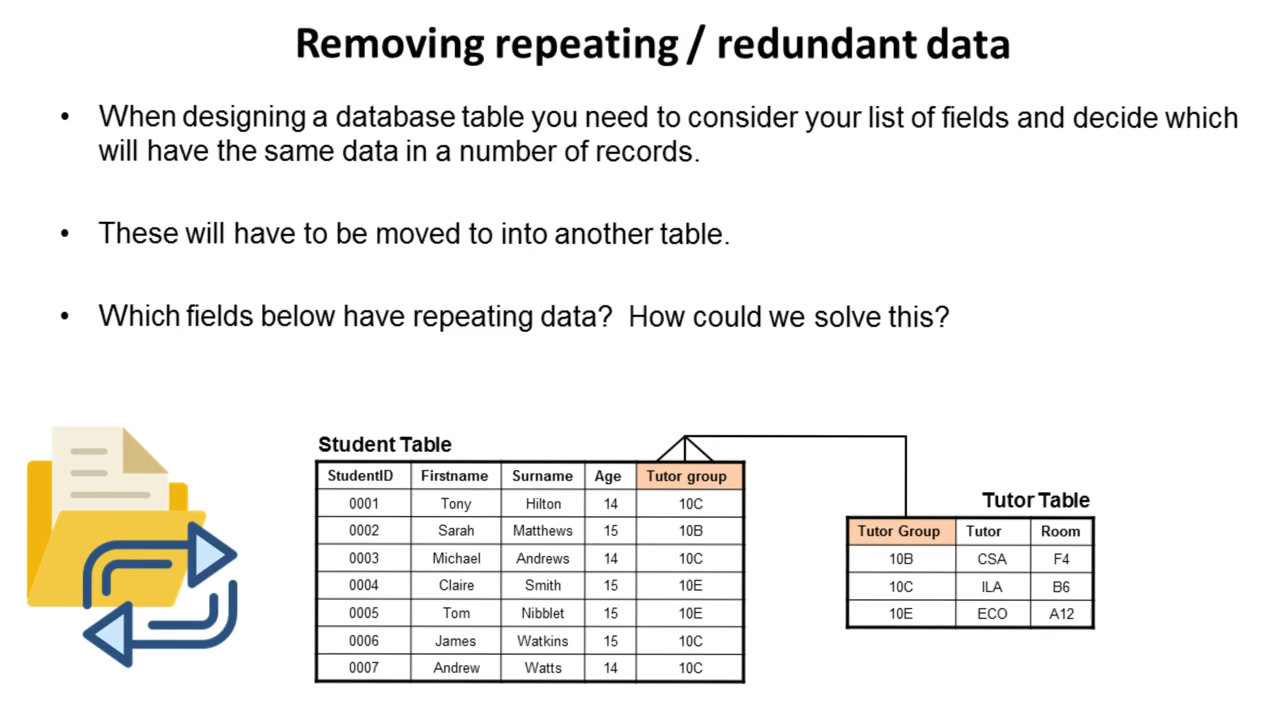 Removing repeating / redundant data
• When designing a database table you need to consider your list of fields and decide which
will have the same data in a number of records.
• These will have to be moved to into another table.
• Which fields below have repeating data?  How could we solve this?
Student Table
StudentID Firstname Surname Age Tutor group
0001 Tony Hilton 14 10C
0002 Sarah Matthews 15 10B
0003 Michael Andrews 14 10C
0004 Claire Smith 15 10E
0005 Tom Nibblet 15 10E
0006 James Watkins 15 10C
0007 Andrew Watts 14 10C
Tutor Table
Tutor Group Tutor Room
10B CSA F4
10C ILA B6
10E ECO A12